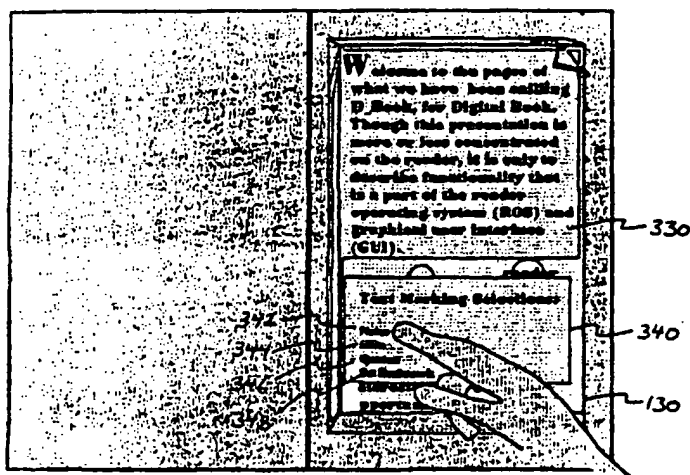 Welcome to the pages of
what we have been calling
D_Book, for Digital Book.
Though this presentation is
more or less concentrated
on the reader, it is only to
describe functionality that
is a part of the reader
operating system (ROS) and
graphical user interface
(GUI).
330
Text Marking Selections:
342
344
346
348
340
130